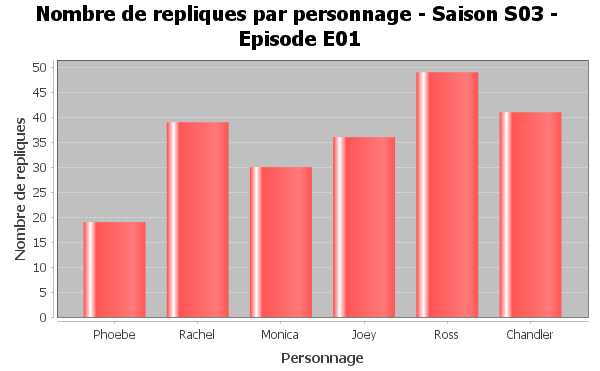 Nombre de repliques par personnage - Saison S03 -
Episode E01
Nombre de repliques
50
45
40
35
30
25
20
15
10
5
0
Phoebe Rachel Monica Joey Ross Chandler
Personnage